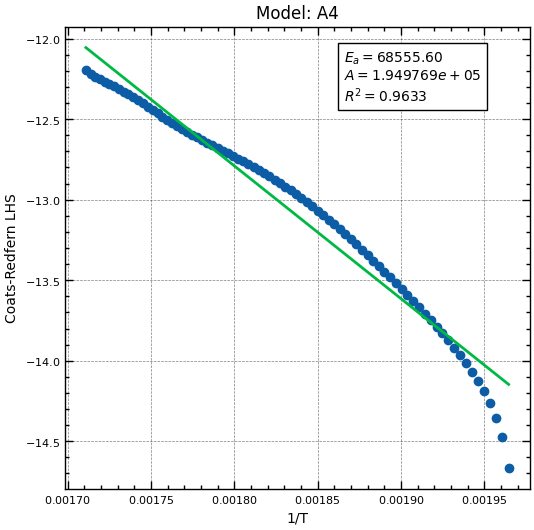 Model: A4
E_a = 68555.60
A = 1.949769e + 05
R² = 0.9633
Coats-Redfern LHS
−12.0
−12.5
−13.0
−13.5
−14.0
−14.5
0.00170 0.00175 0.00180 0.00185 0.00190 0.00195
1/T